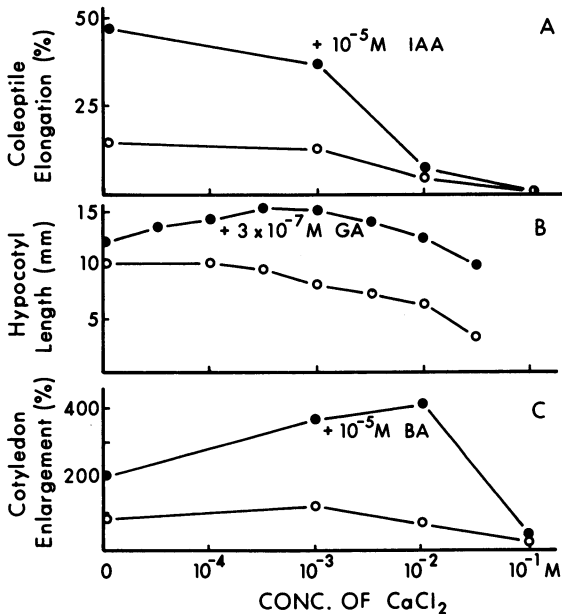 50
25
Coleoptile
Elongation (%)
+ 10⁻⁵M IAA
A
15
10
5
Hypocotyl
Length (mm)
+ 3 x 10⁻⁷M GA
B
400
200
Cotyledon
Enlargement (%)
+ 10⁻⁵M BA
C
0 10⁻⁴ 10⁻³ 10⁻² 10⁻¹ M
CONC. OF CaCl₂